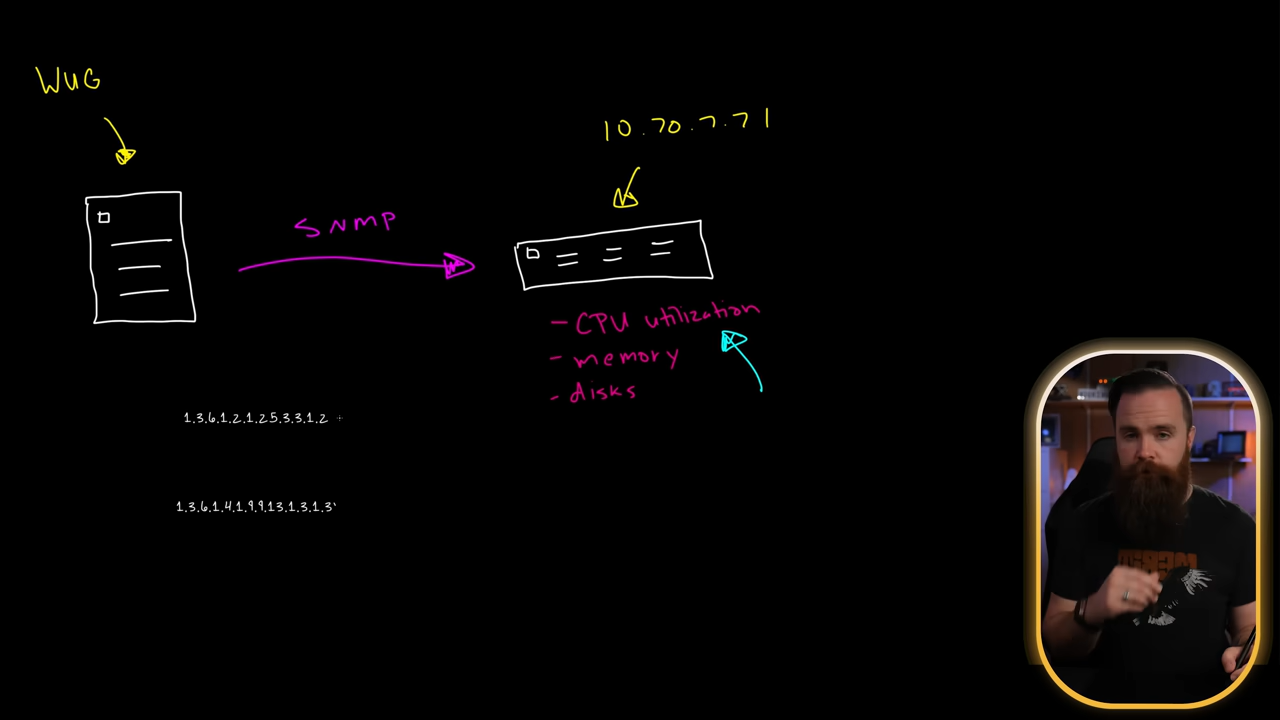 WUG
10.70.7.71
SNMP
- CPU utilization
- memory
- disks
1.3.6.1.2.1.25.3.3.1.2
1.3.6.1.4.1.9.9.13.1.3.1.3